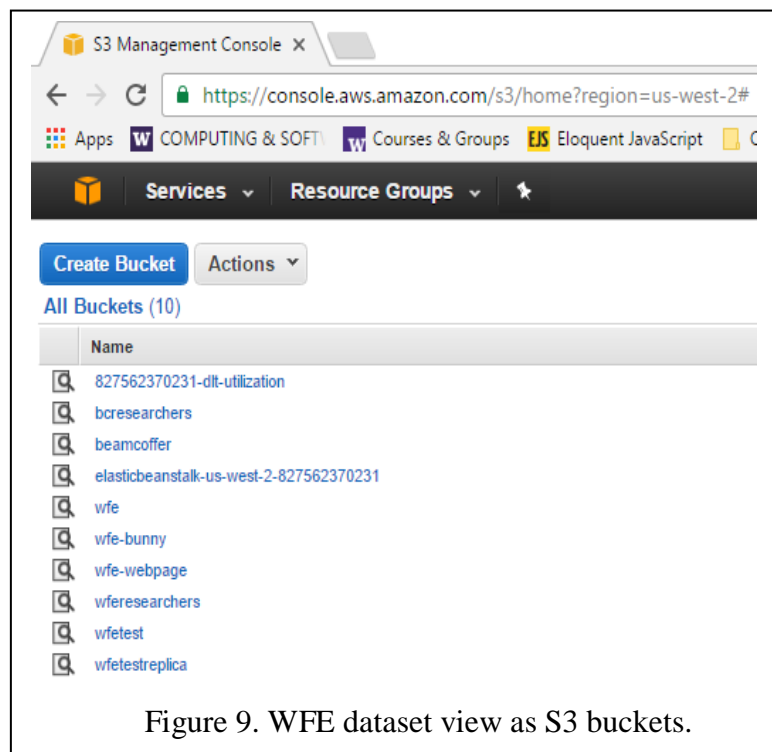 S3 Management Console
https://console.aws.amazon.com/s3/home?region=us-west-2#
Apps W COMPUTING & SOFT W Courses & Groups EJS Eloquent JavaScript
Services Resource Groups
Create Bucket Actions
All Buckets (10)
Name
827562370231-dlt-utilization
bcresearchers
beamcoffer
elasticbeanstalk-us-west-2-827562370231
wfe
wfe-bunny
wfe-webpage
wferesearchers
wfetest
wfetestreplica
Figure 9. WFE dataset view as S3 buckets.